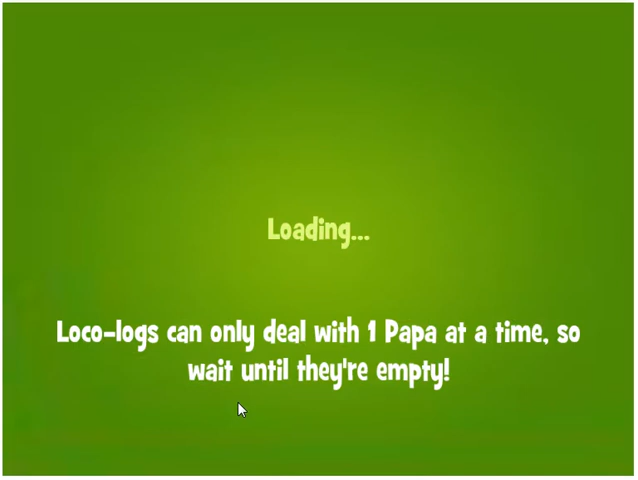 Loading...
Loco-logs can only deal with 1 Papa at a time, so
wait until they're empty!